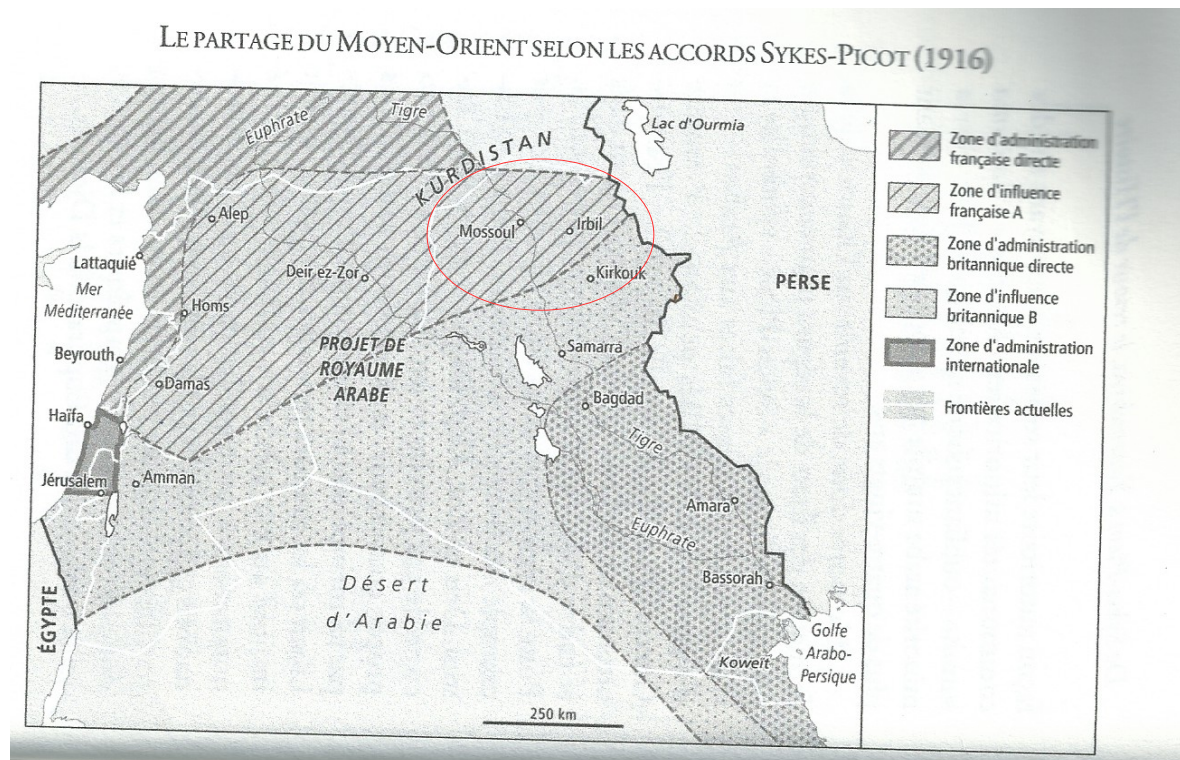 LE PARTAGE DU MOYEN-ORIENT SELON LES ACCORDS SYKES-PICOT (1916)
Euphrate
Tigre
KURDISTAN
Lac d'Ourmia
Alep
Mossoul
Irbil
Lattaquié
Deir ez-Zor
Kirkouk
PERSE
Mer
Méditerranée
Homs
Beyrouth
PROJET DE
ROYAUME
ARABE
Samarra
Damas
Bagdad
Haïfa
Tigre
Jérusalem
Amman
Amara
Euphrate
Bassorah
Désert
d'Arabie
ÉGYPTE
Golfe
Arabo-
Persique
Koweït
250 km
Zone d'administration
française directe
Zone d'influence
française A
Zone d'administration
britannique directe
Zone d'influence
britannique B
Zone d'administration
internationale
Frontières actuelles